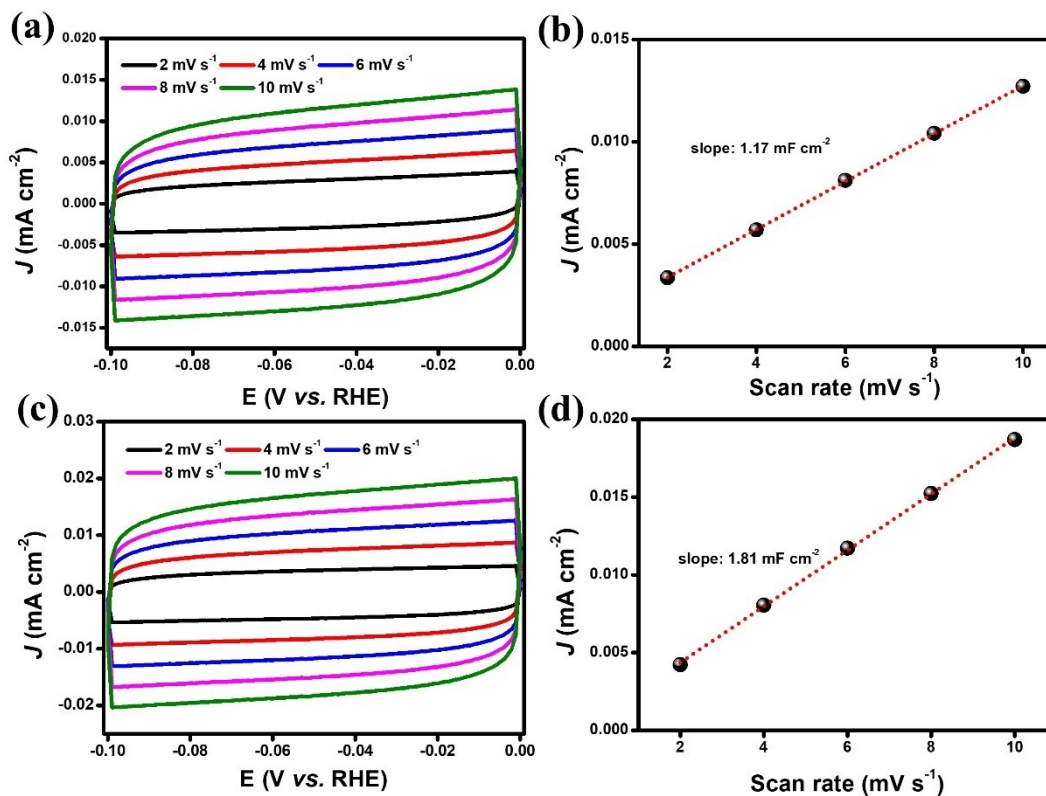 (a)
0.020
0.015
0.010
0.005
0.000
-0.005
-0.010
-0.015
J (mA cm-2)
2 mV s-1 4 mV s-1 6 mV s-1
8 mV s-1 10 mV s-1
-0.10 -0.08 -0.06 -0.04 -0.02 0.00
E (V vs. RHE)
(b)
0.015
0.010
0.005
0.000
J (mA cm-2)
slope: 1.17 mF cm-2
2 4 6 8 10
Scan rate (mV s-1)
(c)
0.03
0.02
0.01
0.00
-0.01
-0.02
J (mA cm-2)
2 mV s-1 4 mV s-1 6 mV s-1
8 mV s-1 10 mV s-1
-0.10 -0.08 -0.06 -0.04 -0.02 0.00
E (V vs. RHE)
(d)
0.020
0.015
0.010
0.005
0.000
J (mA cm-2)
slope: 1.81 mF cm-2
2 4 6 8 10
Scan rate (mV s-1)